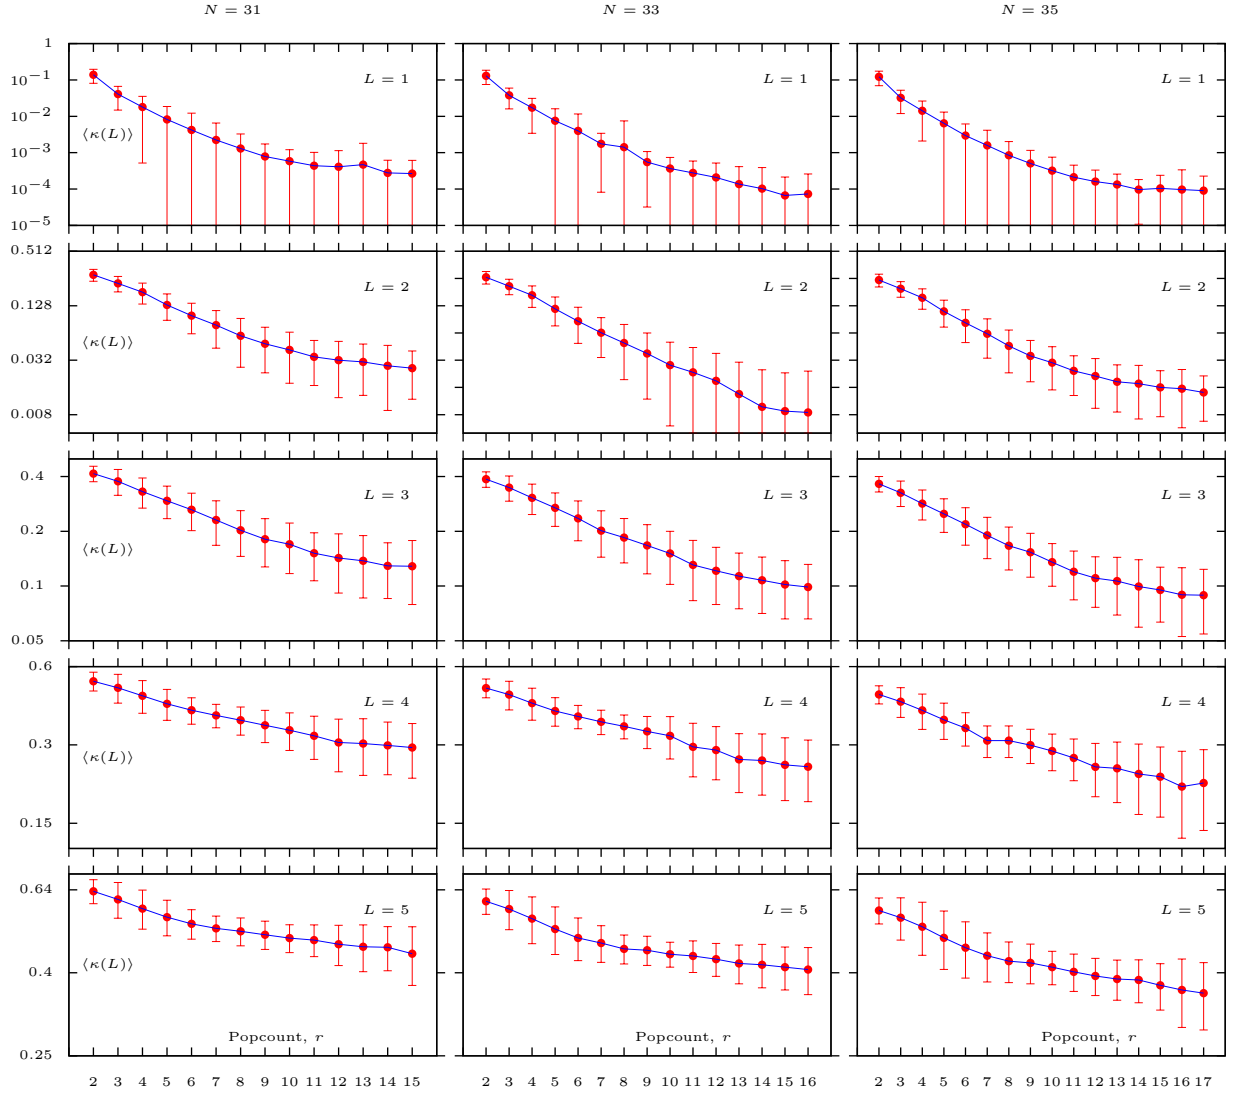 N = 31 N = 33 N = 35
1
10⁻¹ L = 1 L = 1 L = 1
10⁻²
⟨κ(L)⟩
10⁻³
10⁻⁴
10⁻⁵
0.512
L = 2 L = 2 L = 2
0.128
⟨κ(L)⟩
0.032
0.008
0.4
L = 3 L = 3 L = 3
0.2
⟨κ(L)⟩
0.1
0.05
0.6
L = 4 L = 4 L = 4
0.3
⟨κ(L)⟩
0.15
0.64
L = 5 L = 5 L = 5
⟨κ(L)⟩
0.4
Popcount, r Popcount, r Popcount, r
0.25
2 3 4 5 6 7 8 9 10 11 12 13 14 15 2 3 4 5 6 7 8 9 10 11 12 13 14 15 16 2 3 4 5 6 7 8 9 10 11 12 13 14 15 16 17